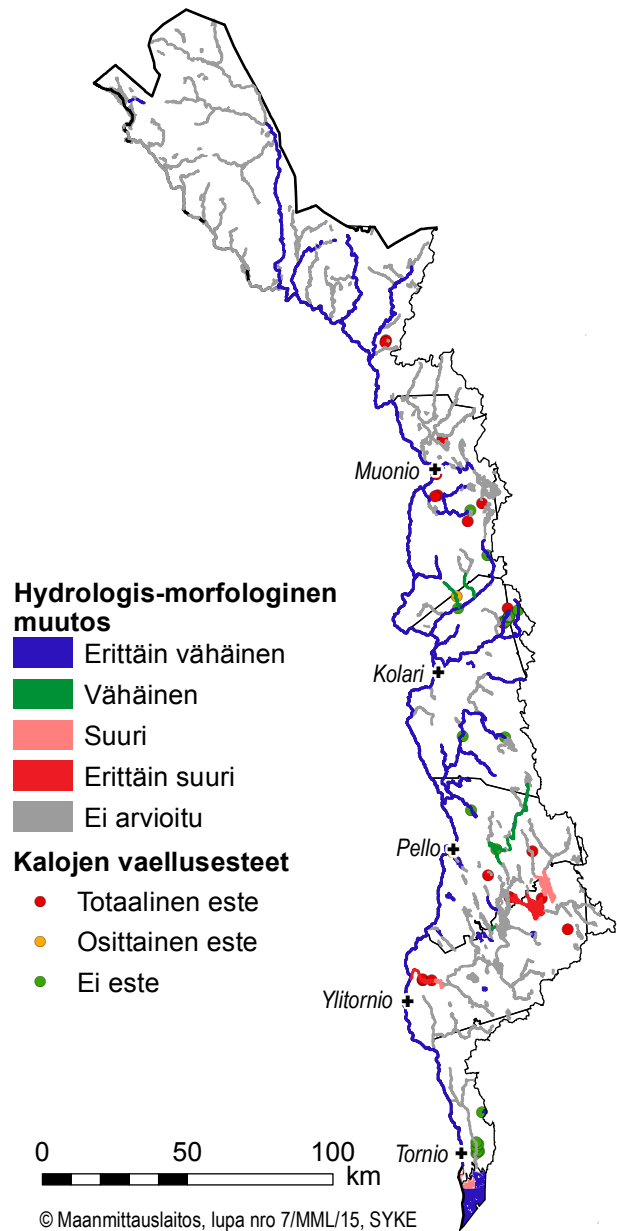 Muonio
Hydrologis-morfologinen
muutos
Erittäin vähäinen
Vähäinen
Suuri
Erittäin suuri
Ei arvioitu
Kolari
Kalojen vaellusesteet
Totaalinen este
Osittainen este
Ei este
Pello
Ylitornio
Tornio
0 50 100
km
© Maanmittauslaitos, lupa nro 7/MML/15, SYKE